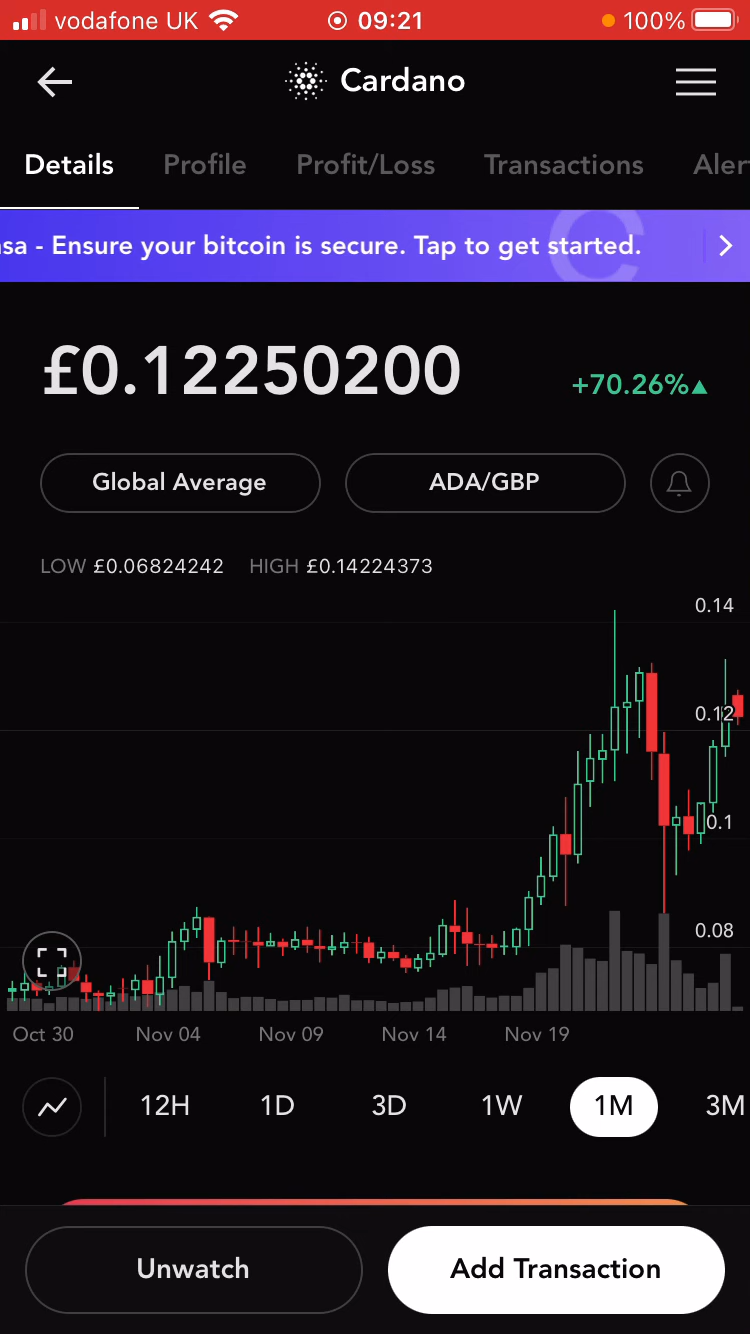 vodafone UK 09:21 100%
Cardano
Details Profile Profit/Loss Transactions Aler
sa - Ensure your bitcoin is secure. Tap to get started.
£0.12250200 +70.26%
Global Average ADA/GBP
LOW £0.06824242 HIGH £0.14224373
0.14
0.12
0.1
0.08
Oct 30 Nov 04 Nov 09 Nov 14 Nov 19
12H 1D 3D 1W 1M 3M
Unwatch Add Transaction